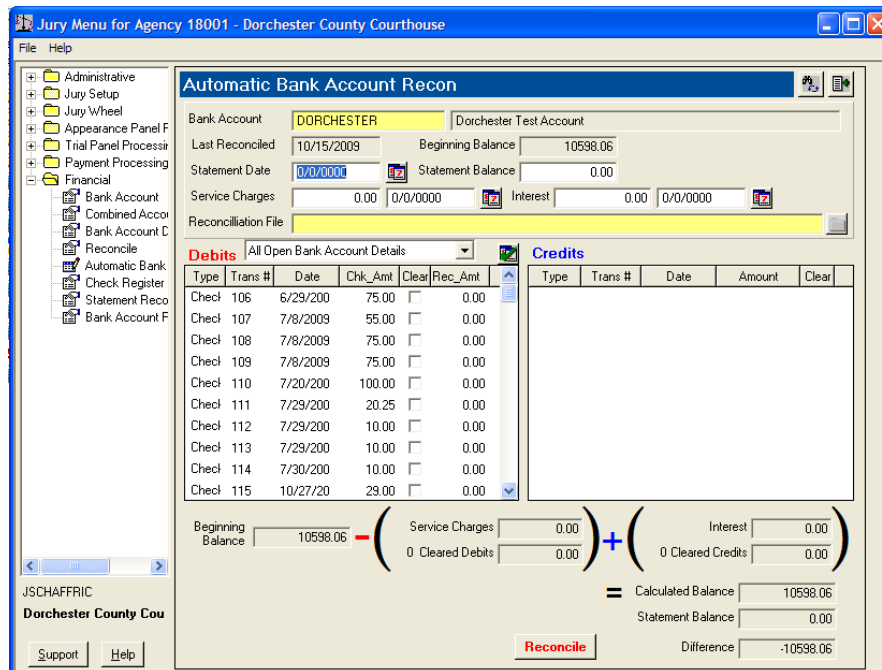 Jury Menu for Agency 18001 - Dorchester County Courthouse
File Help
Administrative
Jury Setup
Jury Wheel
Appearance Panel F
Trial Panel Processin
Payment Processing
Financial
Bank Account
Combined Accou
Bank Account D
Reconcile
Automatic Bank
Check Register
Statement Reco
Bank Account F
JSCHAFFRIC
Dorchester County Cou
Support Help
Automatic Bank Account Recon
Bank Account DORCHESTER Dorchester Test Account
Last Reconciled 10/15/2009 Beginning Balance 10598.06
Statement Date 0/0/0000 Statement Balance 0.00
Service Charges 0.00 0/0/0000 Interest 0.00 0/0/0000
Reconcilliation File
Debits All Open Bank Account Details Credits
Type Trans # Date Chk_Amt Clear Rec_Amt Type Trans # Date Amount Clear
Check 106 6/29/200 75.00 0.00
Check 107 7/8/2009 55.00 0.00
Check 108 7/8/2009 75.00 0.00
Check 109 7/8/2009 75.00 0.00
Check 110 7/20/200 100.00 0.00
Check 111 7/29/200 20.25 0.00
Check 112 7/29/200 10.00 0.00
Check 113 7/29/200 10.00 0.00
Check 114 7/30/200 10.00 0.00
Check 115 10/27/20 29.00 0.00
Beginning Balance 10598.06 - ( Service Charges 0.00 + ( Interest 0.00 )
0 Cleared Debits 0.00 ) 0 Cleared Credits 0.00
= Calculated Balance 10598.06
Statement Balance 0.00
Reconcile Difference -10598.06